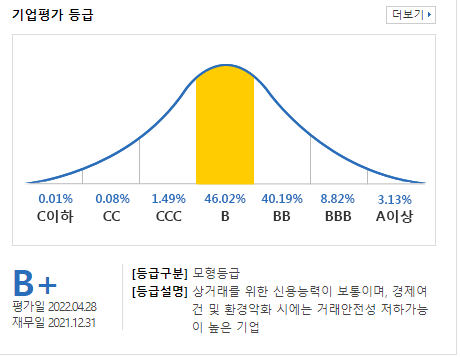 기업평가 등급
더보기
0.01% 0.08% 1.49% 46.02% 40.19% 8.82% 3.13%
C이하 CC CCC B BB BBB A이상
B+
평가일 2022.04.28
재무일 2021.12.31
[등급구분] 모형등급
[등급설명] 상거래를 위한 신용능력이 보통이며, 경제여
건 및 환경악화 시에는 거래안전성 저하가능성
이 높은 기업